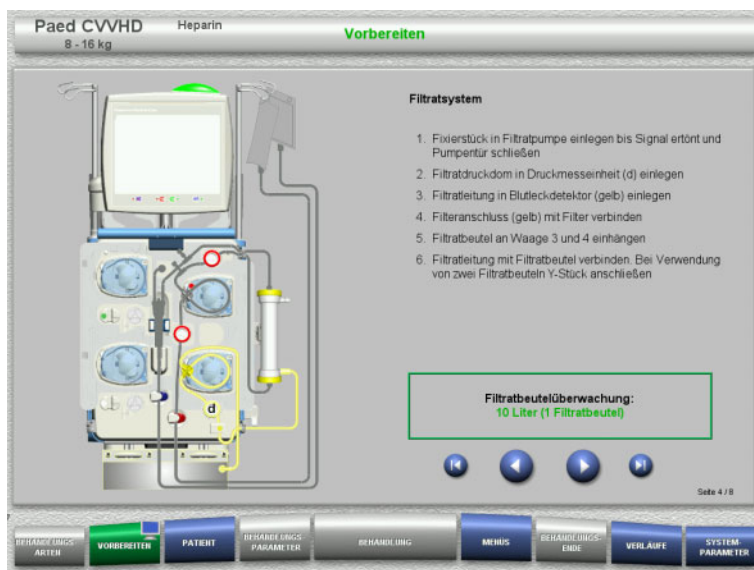 Paed CVVHD
Heparin
8 - 16 kg
Vorbereiten
Filtratsystem
1. Fixierstück in Filtratpumpe einlegen bis Signal ertönt und
Pumpentür schließen
2. Filtratdruckdom in Druckmesseinheit (d) einlegen
3. Filtratleitung in Blutleckdetektor (gelb) einlegen
4. Filteranschluss (gelb) mit Filter verbinden
5. Filtratbeutel an Waage 3 und 4 einhängen
6. Filtratleitung mit Filtratbeutel verbinden. Bei Verwendung
von zwei Filtratbeuteln Y-Stück anschließen
d
Filtratbeutelüberwachung:
10 Liter (1 Filtratbeutel)
Seite 4 / 8
BEHANDLUNGS-
ARTEN
VORBEREITEN
PATIENT
BEHANDLUNGS-
PARAMETER
BEHANDLUNG
MENÜS
BEHANDLUNGS-
ENDE
VERLÄUFE
SYSTEM-
PARAMETER